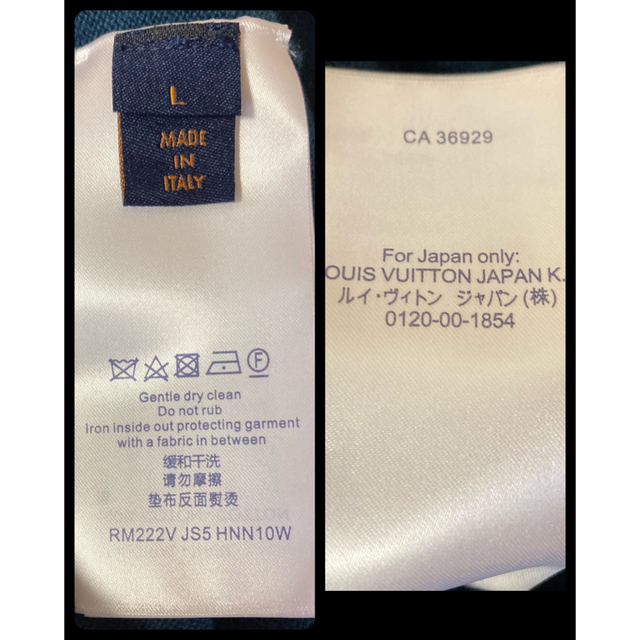 L
MADE
IN
ITALY
Gentle dry clean
Do not rub
Iron inside out protecting garment
with a fabric in between
缓和干洗
请勿摩擦
垫布反面熨烫
RM222V JS5 HNN10W
CA 36929
For Japan only:
OUIS VUITTON JAPAN K.
ルイ・ヴィトン ジャパン(株)
0120-00-1854